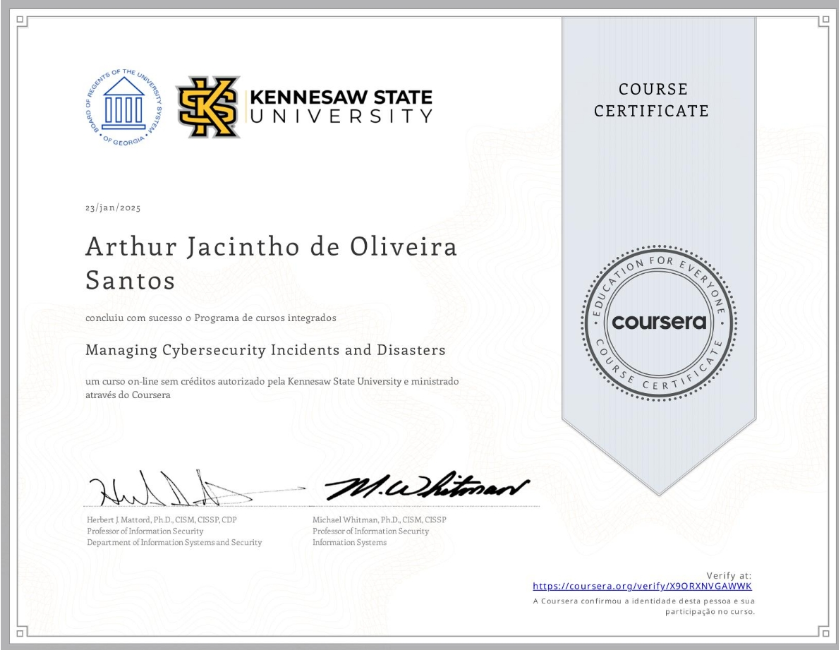 BOARD OF REGENTS OF THE UNIVERSITY SYSTEM
OF GEORGIA
KENNESAW STATE
UNIVERSITY
COURSE
CERTIFICATE
23/jan/2025
Arthur Jacintho de Oliveira
Santos
concluiu com sucesso o Programa de cursos integrados
Managing Cybersecurity Incidents and Disasters
um curso on-line sem créditos autorizado pela Kennesaw State University e ministrado
através do Coursera
EDUCATION FOR EVERYONE
coursera
COURSE CERTIFICATE
M. Whitman
Herbert J. Mattord, Ph.D., CISM, CISSP, CDP
Professor of Information Security
Department of Information Systems and Security
Michael Whitman, Ph.D., CISM, CISSP
Professor of Information Security
Information Systems
Verify at:
https://coursera.org/verify/X9ORXNVGAWWK
A Coursera confirmou a identidade desta pessoa e sua
participação no curso.